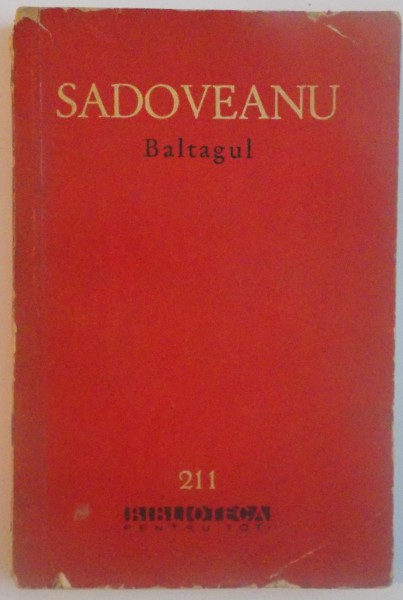 SADOVEANU
Baltagul
211
BIBLIOTECA
PENTRU TOȚI